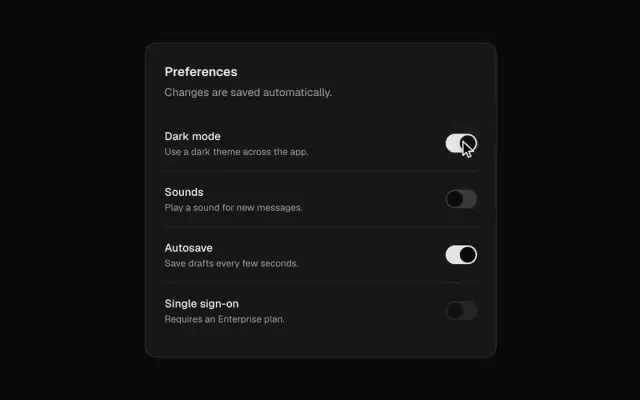 Preferences
Changes are saved automatically.
Dark mode
Use a dark theme across the app.
Sounds
Play a sound for new messages.
Autosave
Save drafts every few seconds.
Single sign-on
Requires an Enterprise plan.